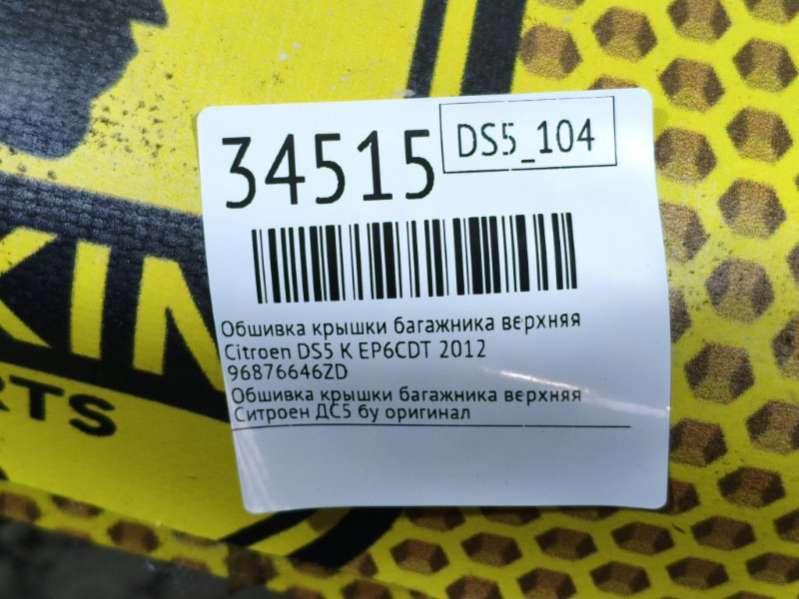 34515
DS5_104
Обшивка крышки багажника верхняя
Citroen DS5 K EP6CDT 2012
96876646ZD
Обшивка крышки багажника верхняя
Ситроен ДС5 бу оригинал